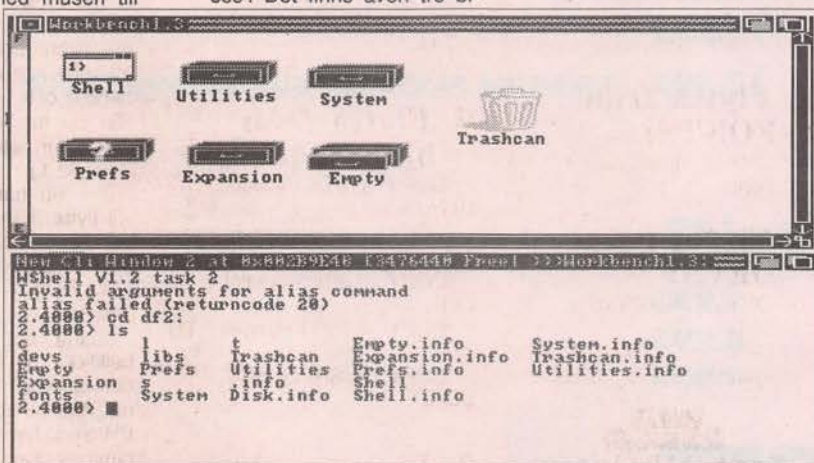 Workbench1.3
1>
Shell
Utilities
System
Trashcan
Prefs
Expansion
Empty
New Cli Window 2 at 0x002B9E48 [3476440 Free] >>>Workbench1.3:
WShell V1.2 task 2
Invalid arguments for alias command
alias failed (returncode 20)
2.4000> cd df2:
2.4000> ls
c l t Empty.info System.info
devs libs Trashcan Expansion.info Trashcan.info
Empty Prefs Utilities Prefs.info Utilities.info
Expansion s .info Shell
fonts System Disk.info Shell.info
2.4000>